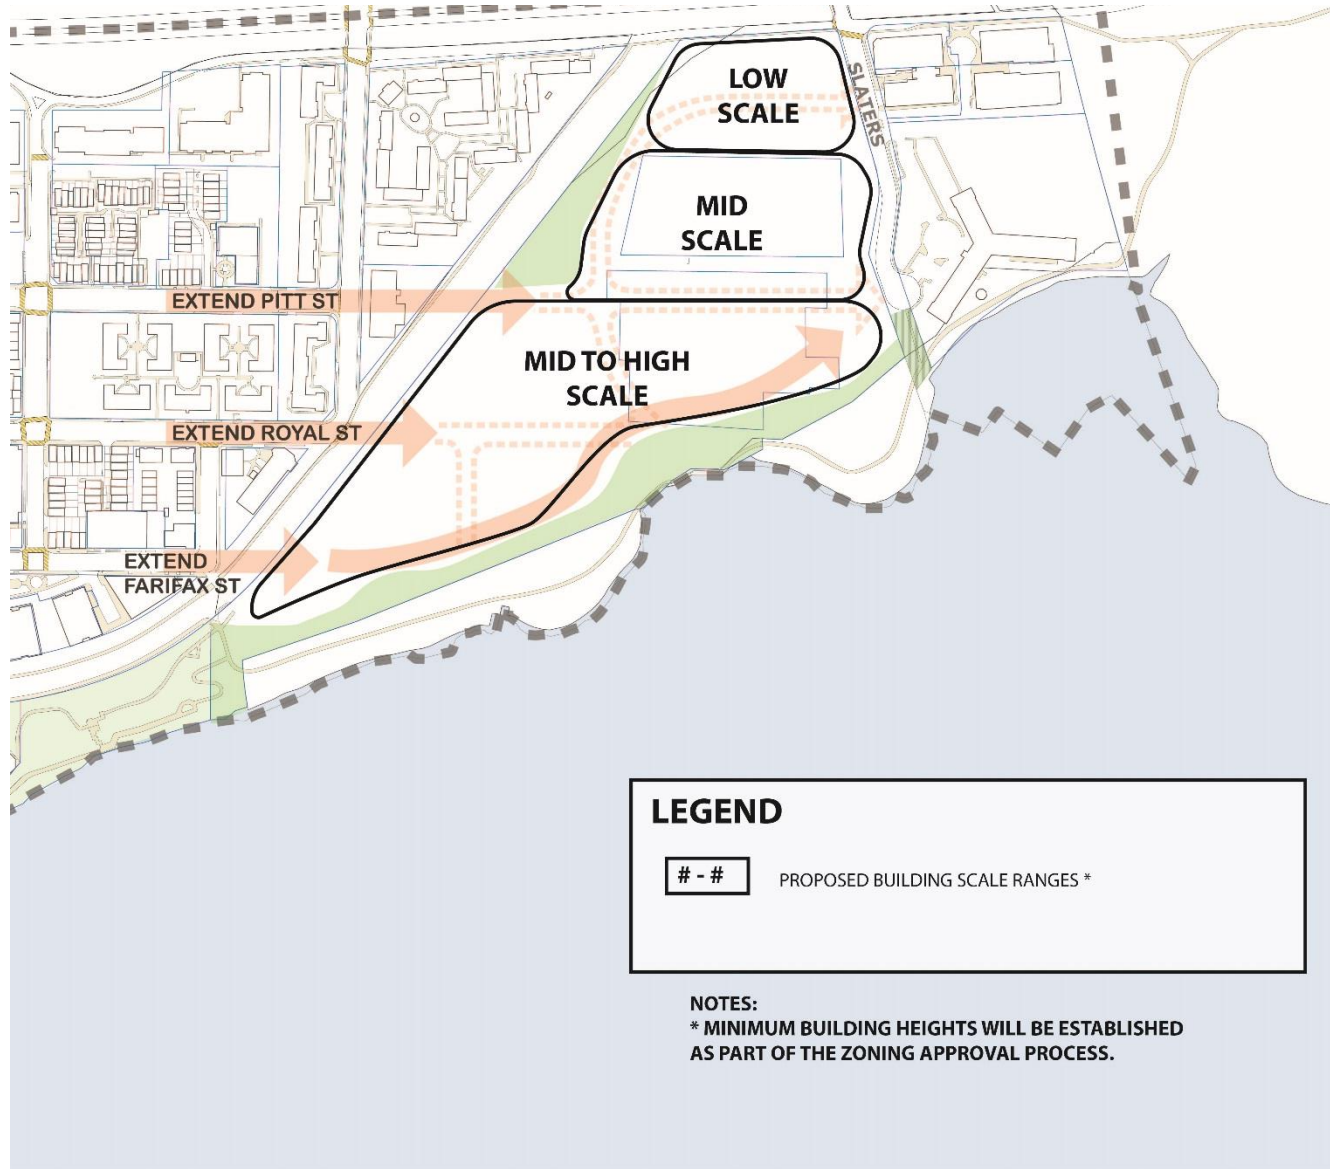 LOW
SCALE
SLATERS
MID
SCALE
EXTEND PITT ST
MID TO HIGH
SCALE
EXTEND ROYAL ST
EXTEND
FARIFAX ST
LEGEND
# - #
PROPOSED BUILDING SCALE RANGES *
NOTES:
* MINIMUM BUILDING HEIGHTS WILL BE ESTABLISHED
AS PART OF THE ZONING APPROVAL PROCESS.